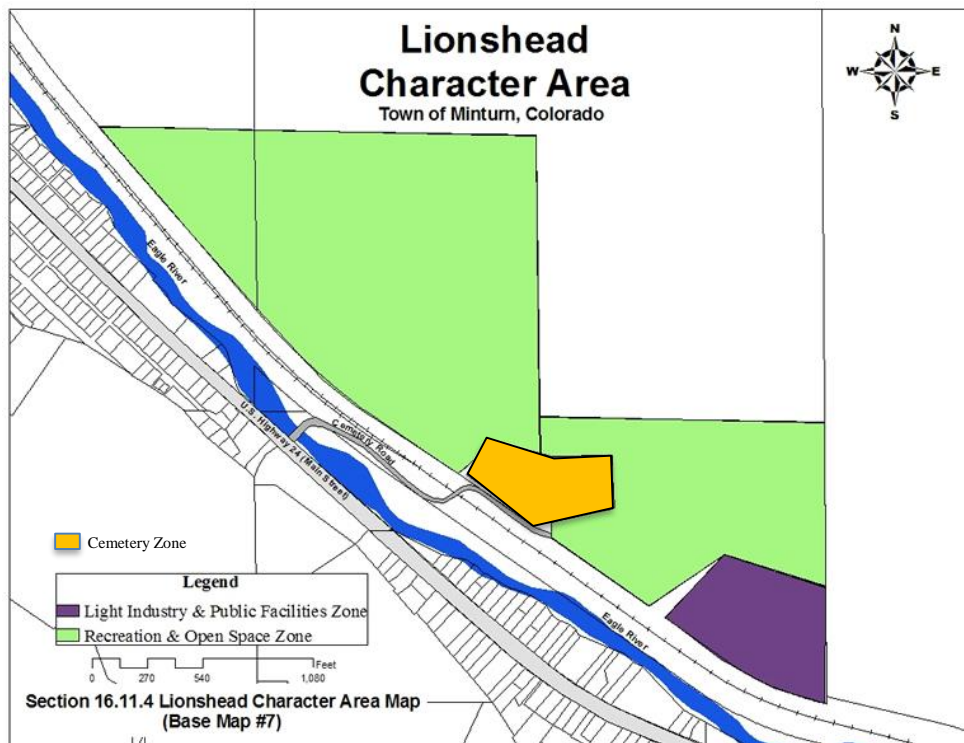 Lionshead
Character Area
Town of Minturn, Colorado
N
W E
S
Eagle River
U.S. Highway 24 (Main Street)
Cemetery Road
Eagle River
Cemetery Zone
Legend
Light Industry & Public Facilities Zone
Recreation & Open Space Zone
Feet
0 270 540 1,080
Section 16.11.4 Lionshead Character Area Map
(Base Map #7)